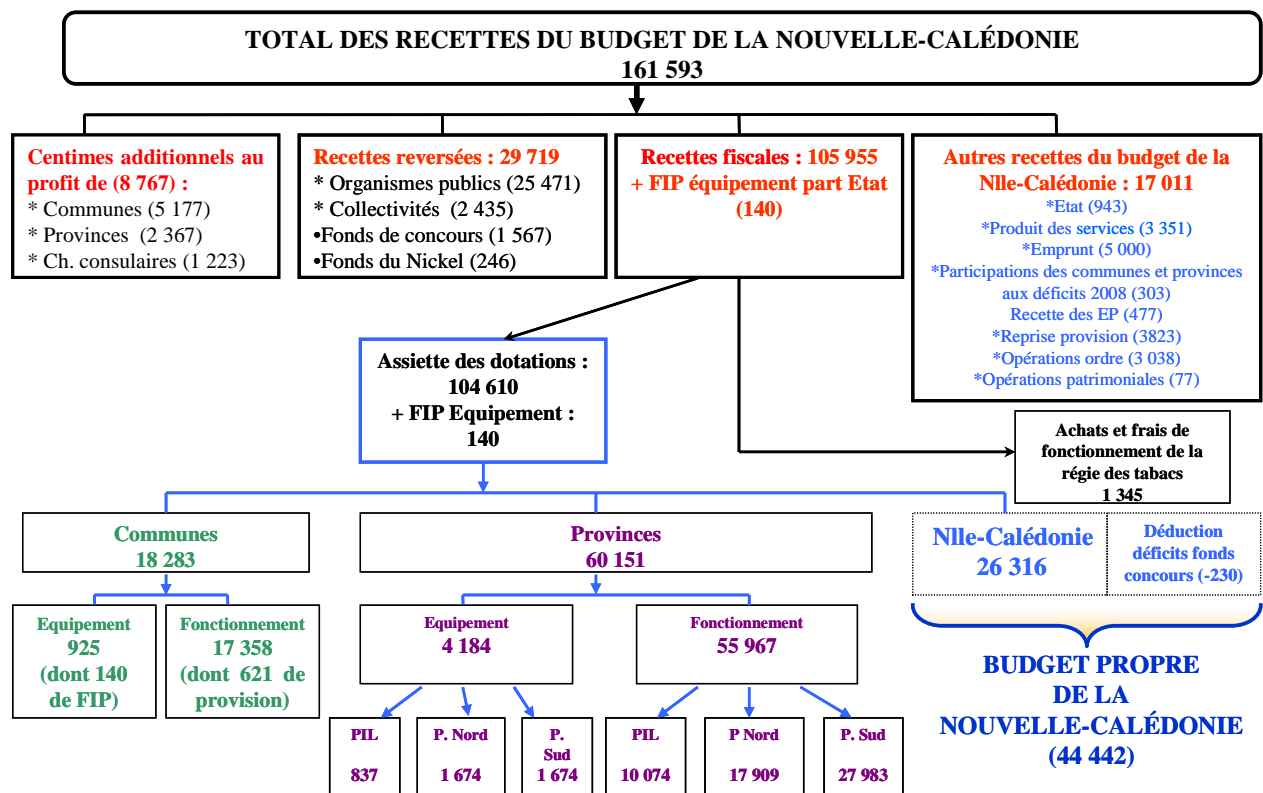 TOTAL DES RECETTES DU BUDGET DE LA NOUVELLE-CALÉDONIE
161 593
Centimes additionnels au
profit de (8 767) :
* Communes (5 177)
* Provinces (2 367)
* Ch. consulaires (1 223)
Recettes reversées : 29 719
* Organismes publics (25 471)
* Collectivités (2 435)
•Fonds de concours (1 567)
•Fonds du Nickel (246)
Recettes fiscales : 105 955
+ FIP équipement part Etat
(140)
Autres recettes du budget de la
Nlle-Calédonie : 17 011
*Etat (943)
*Produit des services (3 351)
*Emprunt (5 000)
*Participations des communes et provinces
aux déficits 2008 (303)
Recette des EP (477)
*Reprise provision (3823)
*Opérations ordre (3 038)
*Opérations patrimoniales (77)
Assiette des dotations :
104 610
+ FIP Equipement :
140
Achats et frais de
fonctionnement de la
régie des tabacs
1 345
Communes
18 283
Provinces
60 151
Nlle-Calédonie
26 316
Déduction
déficits fonds
concours (-230)
Equipement
925
(dont 140
de FIP)
Fonctionnement
17 358
(dont 621 de
provision)
Equipement
4 184
Fonctionnement
55 967
BUDGET PROPRE
DE LA
NOUVELLE-CALÉDONIE
(44 442)
PIL
837
P. Nord
1 674
P.
Sud
1 674
PIL
10 074
P Nord
17 909
P. Sud
27 983